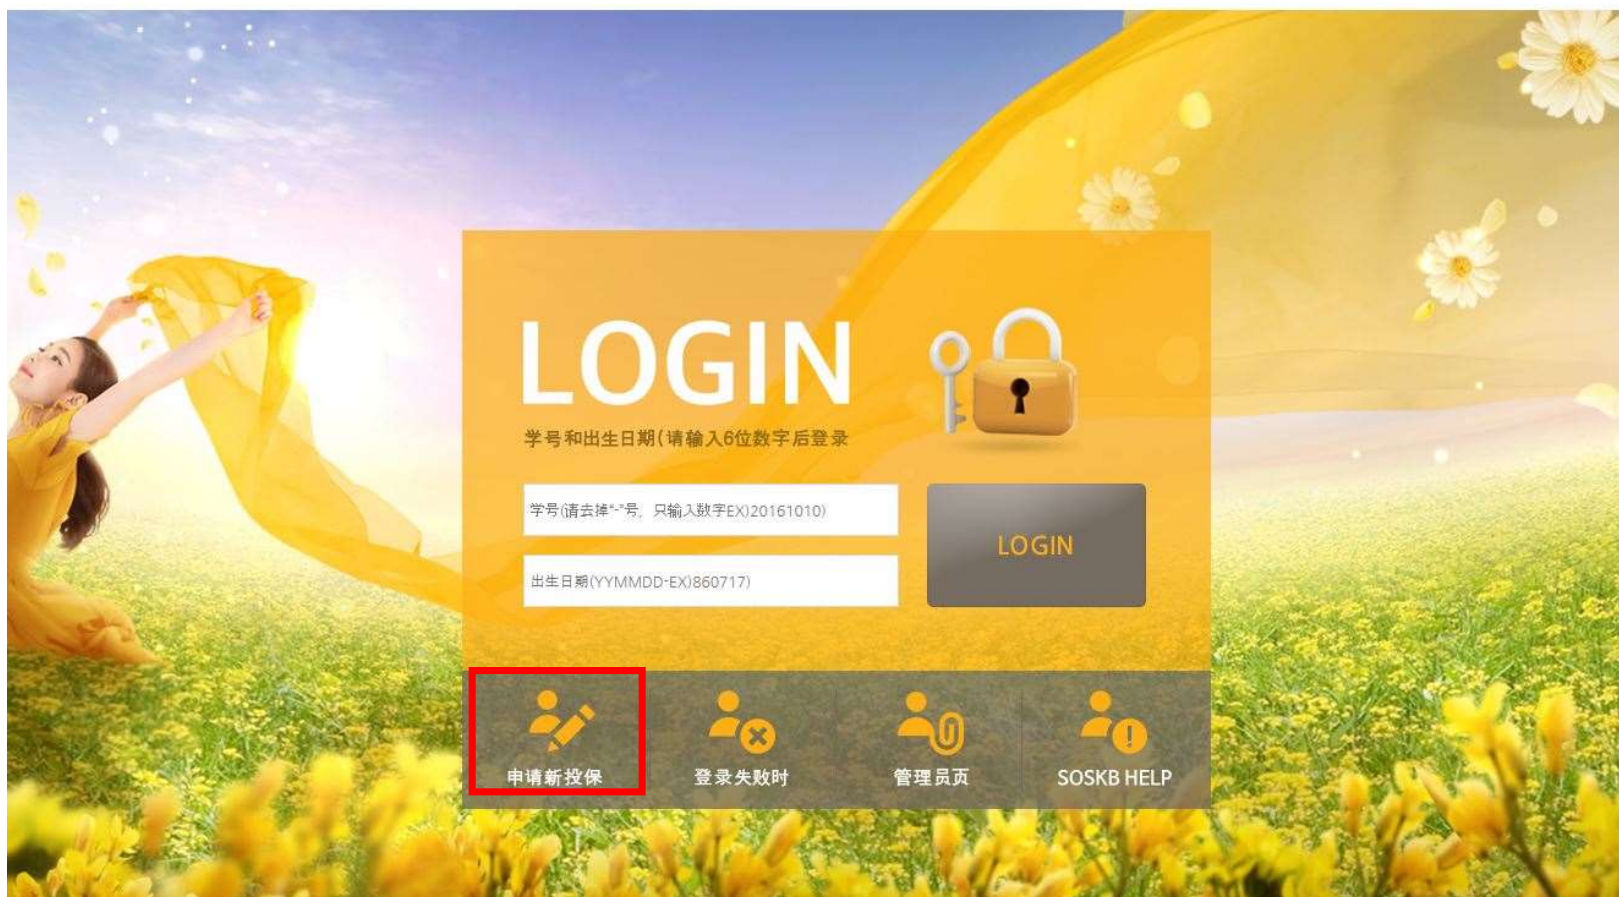 LOGIN
学号和出生日期(请输入6位数字后登录
学号(请去掉"-"号, 只输入数字EX)20161010)
出生日期(YYMMDD-EX)860717)
LOGIN
申请新投保
登录失败时
管理员页
SOSKB HELP